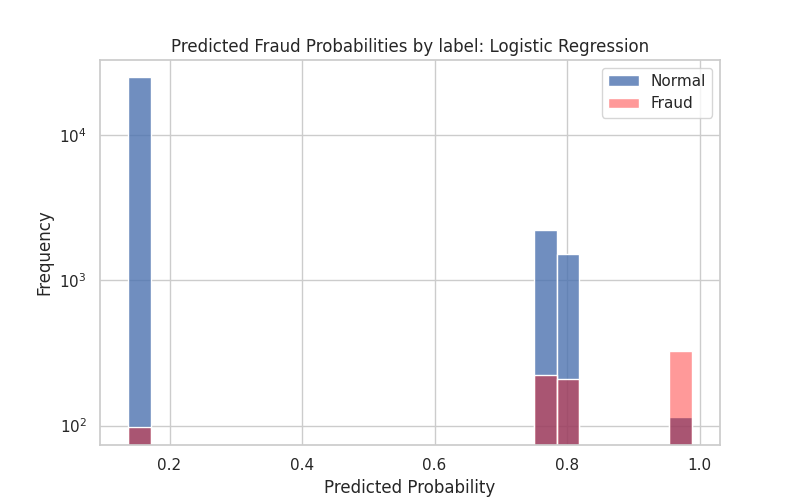 Predicted Fraud Probabilities by label: Logistic Regression
Normal
Fraud
Frequency
10⁴
10³
10²
0.2 0.4 0.6 0.8 1.0
Predicted Probability